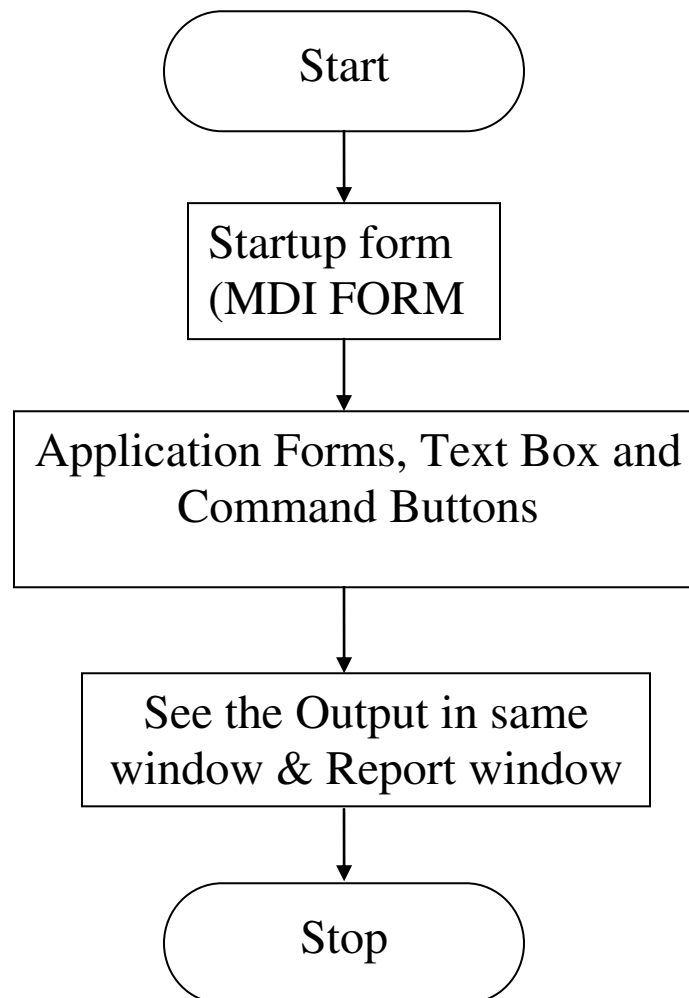 Start
Startup form
(MDI FORM
Application Forms, Text Box and
Command Buttons
See the Output in same
window & Report window
Stop